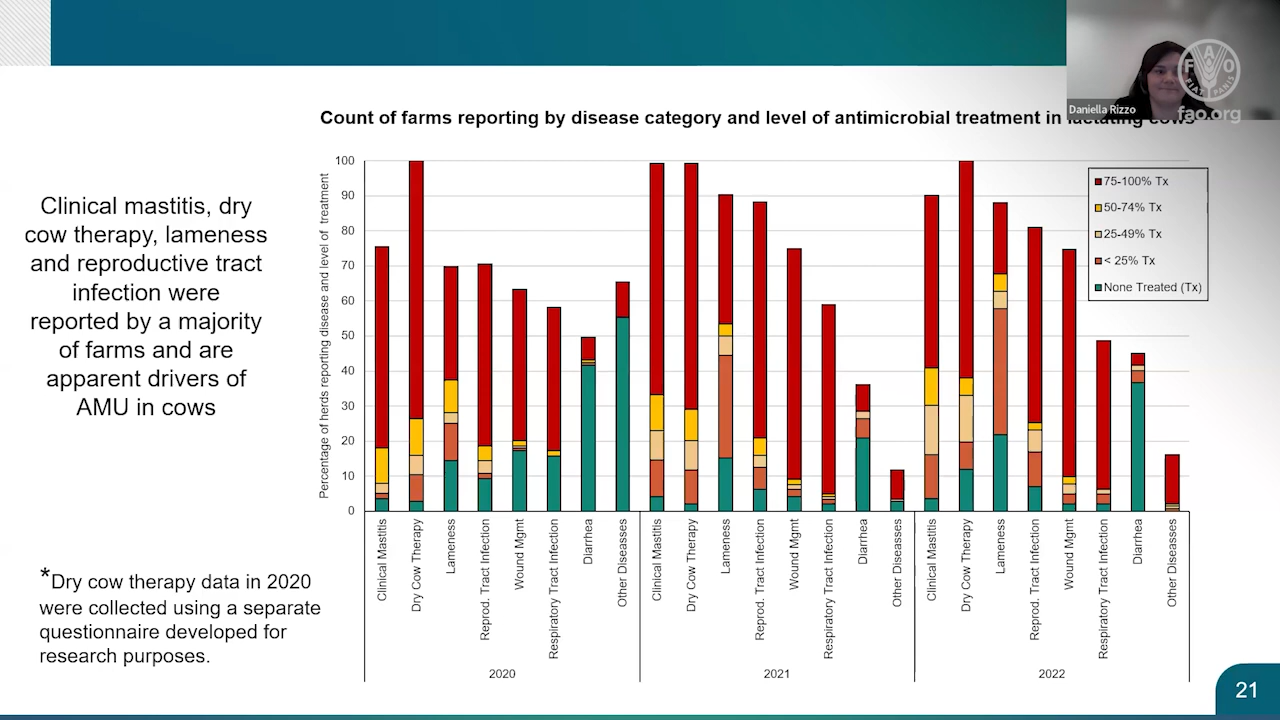 Daniella Rizzo
FAO
FIAT PANIS
fao.org
Count of farms reporting by disease category and level of antimicrobial treatment in lactating cows
Clinical mastitis, dry
cow therapy, lameness
and reproductive tract
infection were
reported by a majority
of farms and are
apparent drivers of
AMU in cows
*Dry cow therapy data in 2020
were collected using a separate
questionnaire developed for
research purposes.
Percentage of herds reporting disease and level of treatment
100
90
80
70
60
50
40
30
20
10
0
75-100% Tx
50-74% Tx
25-49% Tx
< 25% Tx
None Treated (Tx)
Clinical Mastitis
Dry Cow Therapy
Lameness
Reprod. Tract Infection
Wound Mgmt
Respiratory Tract Infection
Diarrhea
Other Diseases
Clinical Mastitis
Dry Cow Therapy
Lameness
Reprod. Tract Infection
Wound Mgmt
Respiratory Tract Infection
Diarrhea
Other Diseases
Clinical Mastitis
Dry Cow Therapy
Lameness
Reprod. Tract Infection
Wound Mgmt
Respiratory Tract Infection
Diarrhea
Other Diseases
2020
2021
2022
21